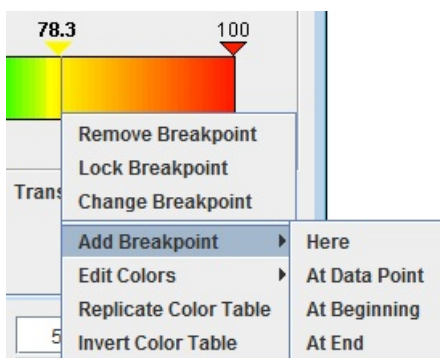 78.3 100
Remove Breakpoint
Lock Breakpoint
Trans
Change Breakpoint
Add Breakpoint Here
Edit Colors At Data Point
Replicate Color Table At Beginning
5
Invert Color Table At End